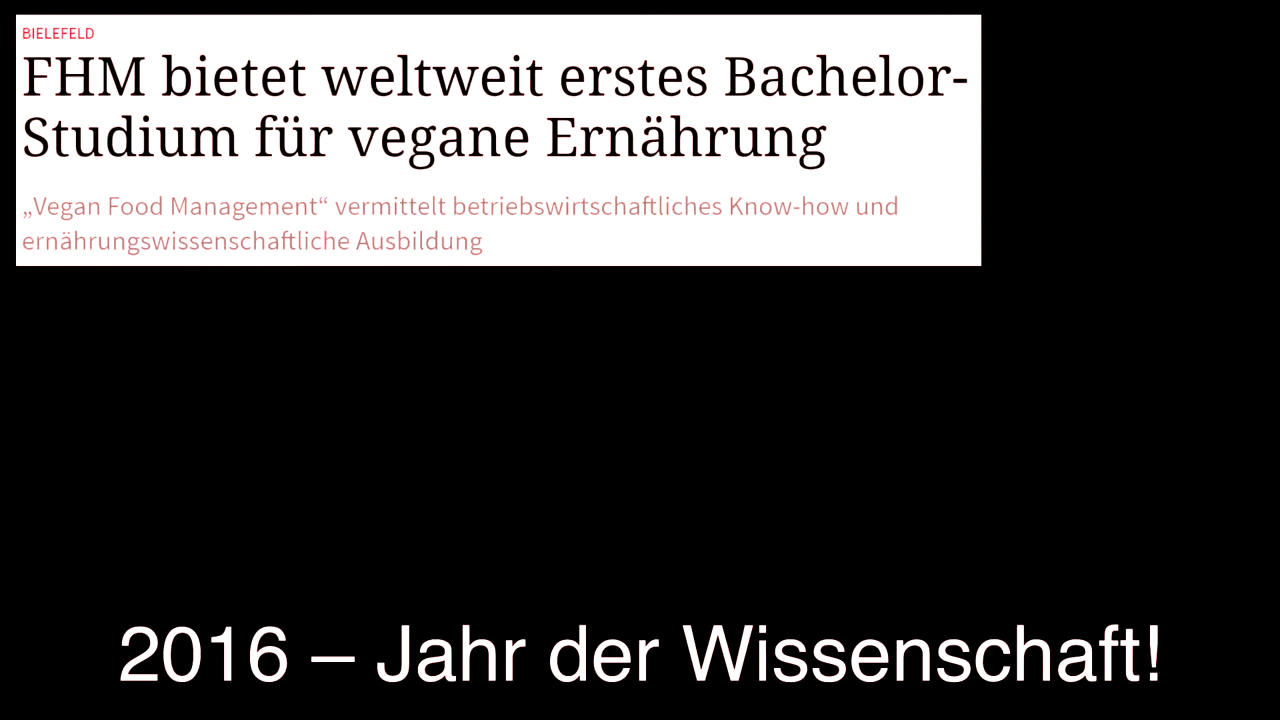 BIELEFELD
FHM bietet weltweit erstes Bachelor-
Studium für vegane Ernährung
„Vegan Food Management“ vermittelt betriebswirtschaftliches Know-how und
ernährungswissenschaftliche Ausbildung
2016 – Jahr der Wissenschaft!